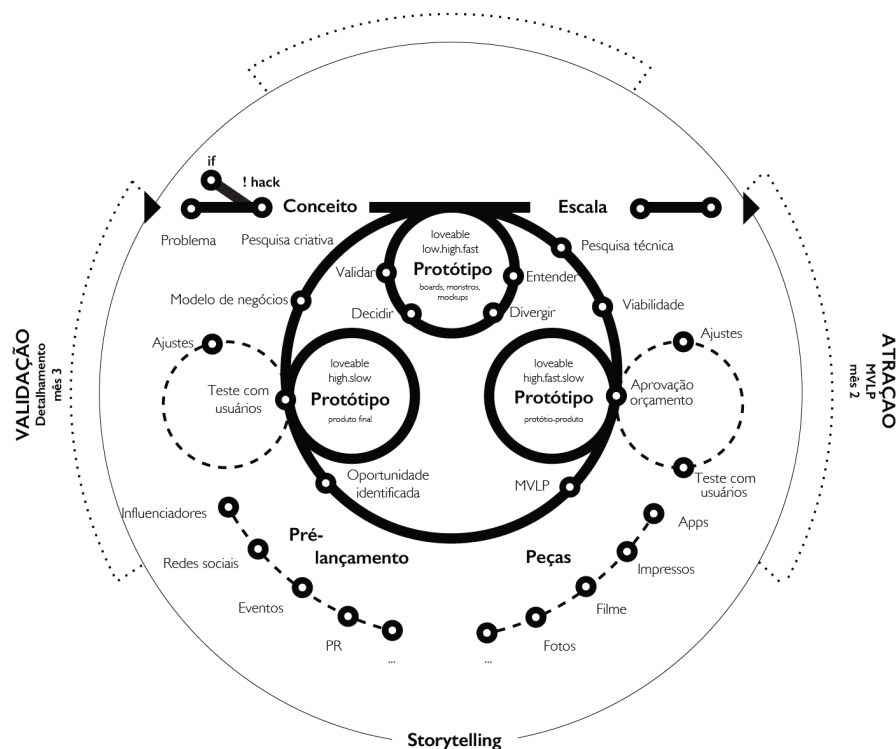 if
! hack
Conceito
Escala
Problema
Pesquisa criativa
Pesquisa técnica
loveable
low.high.fast
Protótipo
boards, monstros,
mockups
Validar
Entender
Decidir
Divergir
Modelo de negócios
Viabilidade
Ajustes
Ajustes
Teste com
usuários
loveable
high.slow
Protótipo
produto final
loveable
high.fast.slow
Protótipo
protótio-produto
Aprovação
orçamento
VALIDAÇÃO
Detalhamento
mês 3
ATRAÇÃO
MVLP
mês 2
Oportunidade
identificada
MVLP
Teste com
usuários
Influenciadores
Redes sociais
Eventos
PR
...
Pré-
lançamento
Peças
Apps
Impressos
Filme
Fotos
...
Storytelling